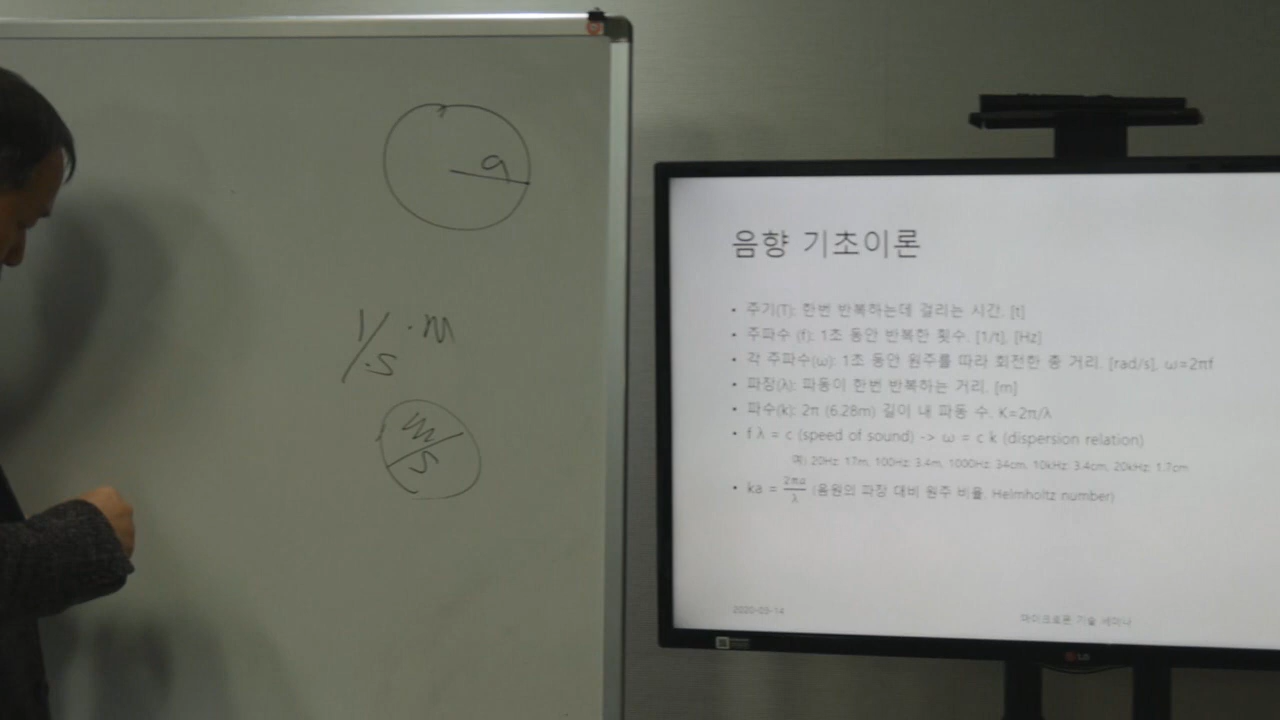 a
1/s · m
m/s
음향 기초이론
• 주기(T): 한번 반복하는데 걸리는 시간. [t]
• 주파수 (f): 1초 동안 반복한 횟수. [1/t], [Hz]
• 각 주파수(ω): 1초 동안 원주를 따라 회전한 총 거리. [rad/s], ω=2πf
• 파장(λ): 파동이 한번 반복하는 거리. [m]
• 파수(k): 2π (6.28m) 길이 내 파동 수. K=2π/λ
• f λ = c (speed of sound) -> ω = c k (dispersion relation)
예) 20Hz: 17m, 100Hz: 3.4m, 1000Hz: 34cm, 10kHz: 3.4cm, 20kHz: 1.7cm
• ka = 2πa/λ (음원의 파장 대비 원주 비율. Helmholtz number)
2020-03-14
마이크로폰 기술 세미나
LG